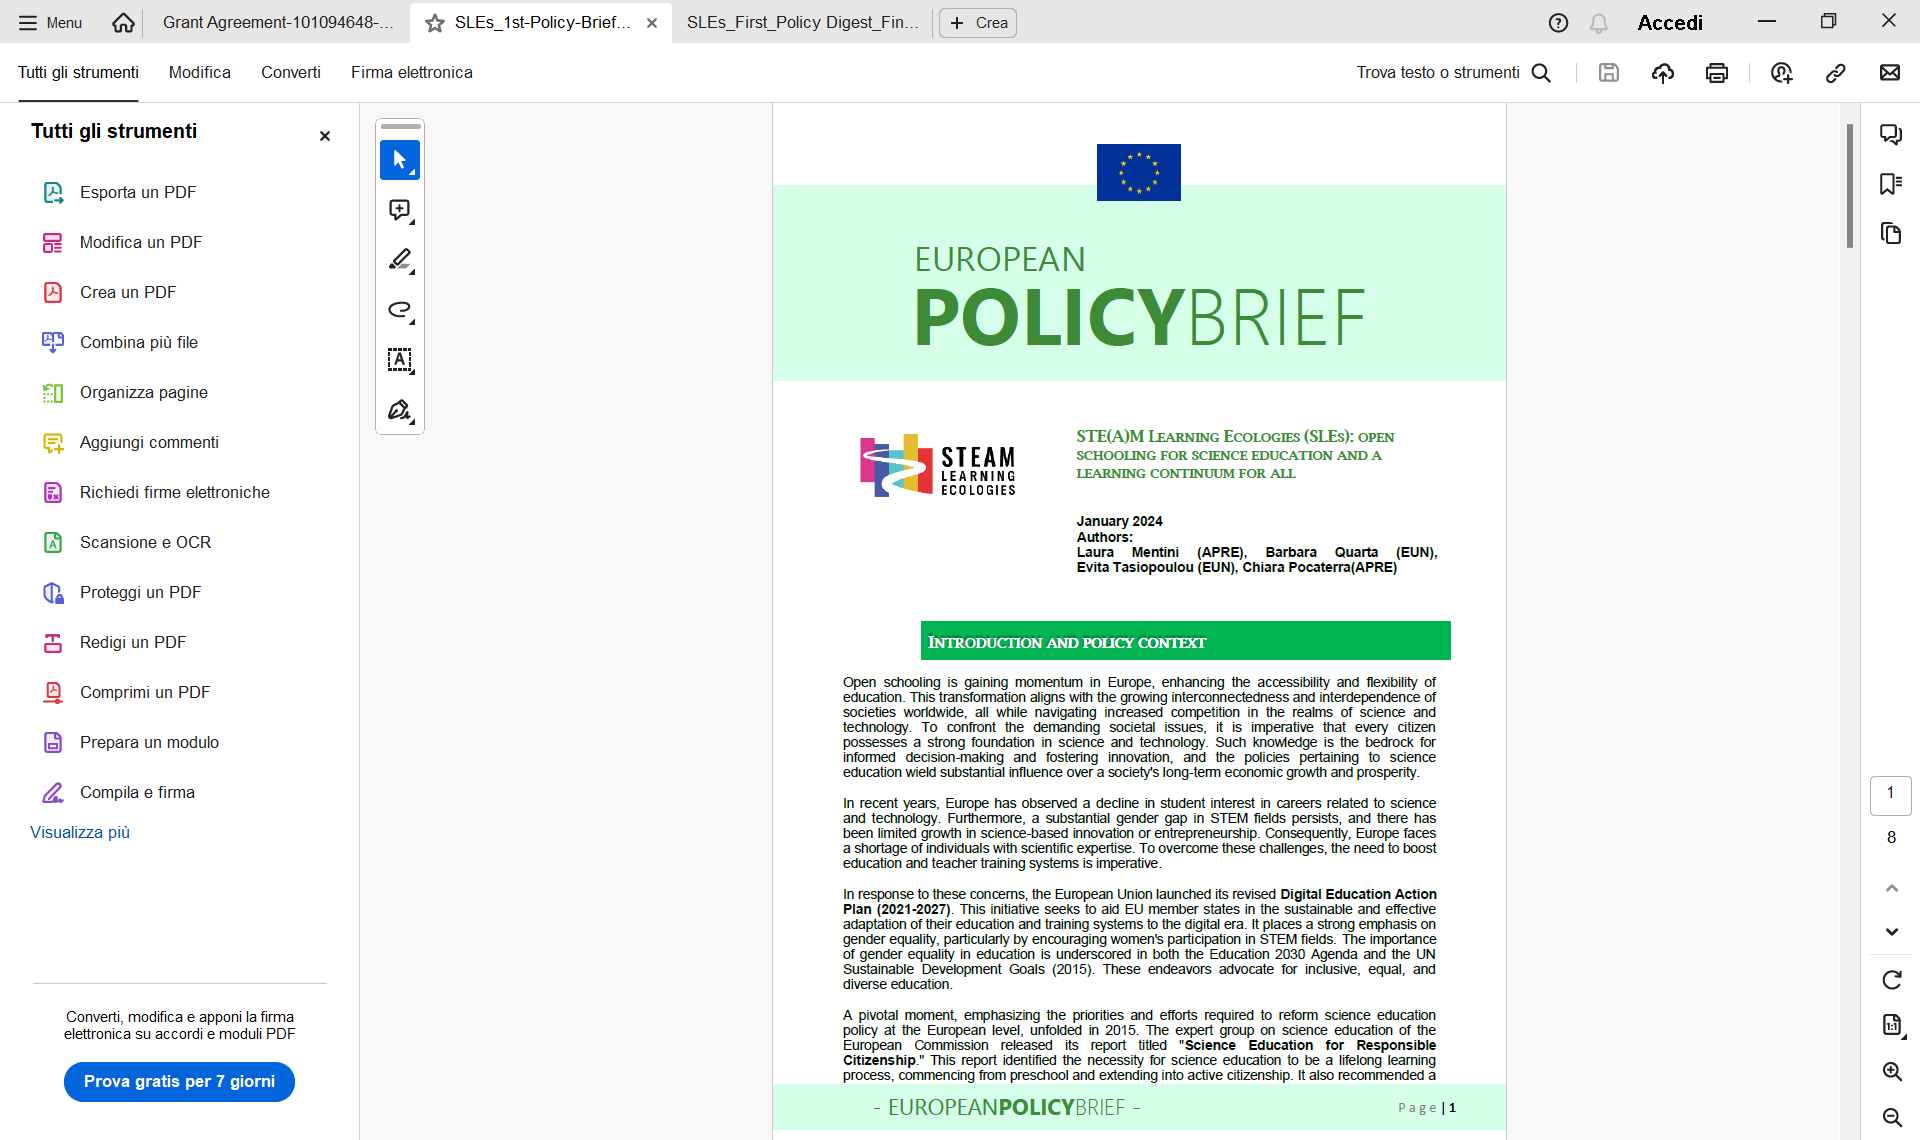 Menu
Grant Agreement-101094648-...
SLEs_1st-Policy-Brief...
SLEs_First_Policy Digest_Fin...
Crea
Accedi
Tutti gli strumenti
Modifica
Converti
Firma elettronica
Trova testo o strumenti
Tutti gli strumenti
Esporta un PDF
Modifica un PDF
Crea un PDF
Combina più file
Organizza pagine
Aggiungi commenti
Richiedi firme elettroniche
Scansione e OCR
Proteggi un PDF
Redigi un PDF
Comprimi un PDF
Prepara un modulo
Compila e firma
Visualizza più
Converti, modifica e apponi la firma
elettronica su accordi e moduli PDF
Prova gratis per 7 giorni
EUROPEAN
POLICYBRIEF
STEAM
LEARNING
ECOLOGIES
STE(A)M LEARNING ECOLOGIES (SLES): OPEN
SCHOOLING FOR SCIENCE EDUCATION AND A
LEARNING CONTINUUM FOR ALL
January 2024
Authors:
Laura Mentini (APRE), Barbara Quarta (EUN),
Evita Tasiopoulou (EUN), Chiara Pocaterra(APRE)
INTRODUCTION AND POLICY CONTEXT
Open schooling is gaining momentum in Europe, enhancing the accessibility and flexibility of
education. This transformation aligns with the growing interconnectedness and interdependence of
societies worldwide, all while navigating increased competition in the realms of science and
technology. To confront the demanding societal issues, it is imperative that every citizen
possesses a strong foundation in science and technology. Such knowledge is the bedrock for
informed decision-making and fostering innovation, and the policies pertaining to science
education wield substantial influence over a society's long-term economic growth and prosperity.
In recent years, Europe has observed a decline in student interest in careers related to science
and technology. Furthermore, a substantial gender gap in STEM fields persists, and there has
been limited growth in science-based innovation or entrepreneurship. Consequently, Europe faces
a shortage of individuals with scientific expertise. To overcome these challenges, the need to boost
education and teacher training systems is imperative.
In response to these concerns, the European Union launched its revised Digital Education Action
Plan (2021-2027). This initiative seeks to aid EU member states in the sustainable and effective
adaptation of their education and training systems to the digital era. It places a strong emphasis on
gender equality, particularly by encouraging women's participation in STEM fields. The importance
of gender equality in education is underscored in both the Education 2030 Agenda and the UN
Sustainable Development Goals (2015). These endeavors advocate for inclusive, equal, and
diverse education.
A pivotal moment, emphasizing the priorities and efforts required to reform science education
policy at the European level, unfolded in 2015. The expert group on science education of the
European Commission released its report titled "Science Education for Responsible
Citizenship." This report identified the necessity for science education to be a lifelong learning
process, commencing from preschool and extending into active citizenship. It also recommended a
- EUROPEANPOLICYBRIEF -
Page | 1
1
8